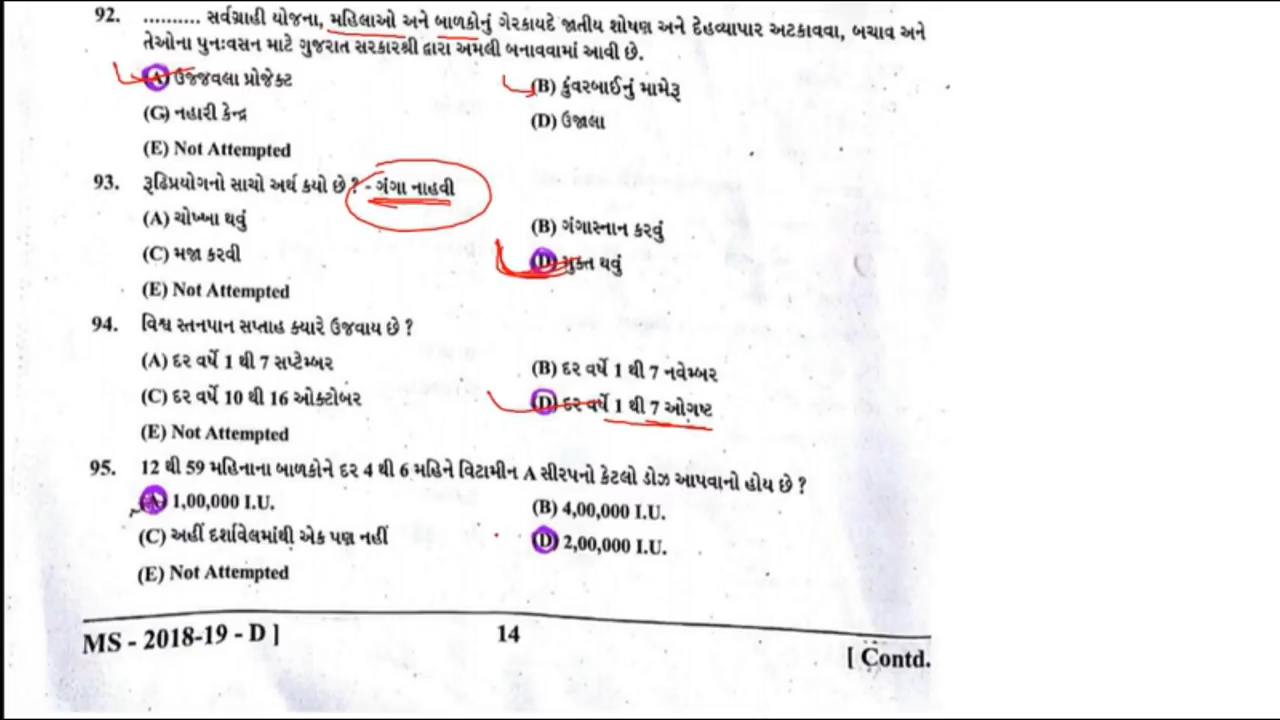 92. .......... સર્વગ્રાહી યોજના, મહિલાઓ અને બાળકોનું ગેરકાયદે જાતીય શોષણ અને દેહવ્યાપાર અટકાવવા, બચાવ અને
તેઓના પુનઃવસન માટે ગુજરાત સરકારશ્રી દ્વારા અમલી બનાવવામાં આવી છે.
(A) ઉજ્જવલા પ્રોજેક્ટ (B) કુંવરબાઈનું મામેરૂ
(C) નહારી કેન્દ્ર (D) ઉજાલા
(E) Not Attempted
93. રૂઢિપ્રયોગનો સાચો અર્થ કયો છે ? - ગંગા નાહવી
(A) ચોખ્ખા થવું (B) ગંગાસ્નાન કરવું
(C) મજા કરવી (D) મુક્ત થવું
(E) Not Attempted
94. વિશ્વ સ્તનપાન સપ્તાહ ક્યારે ઉજવાય છે ?
(A) દર વર્ષે 1 થી 7 સપ્ટેમ્બર (B) દર વર્ષે 1 થી 7 નવેમ્બર
(C) દર વર્ષે 10 થી 16 ઓક્ટોબર (D) દર વર્ષે 1 થી 7 ઓગષ્ટ
(E) Not Attempted
95. 12 થી 59 મહિનાના બાળકોને દર 4 થી 6 મહિને વિટામીન A સીરપનો કેટલો ડોઝ આપવાનો હોય છે ?
(A) 1,00,000 I.U. (B) 4,00,000 I.U.
(C) અહીં દર્શાવેલમાંથી એક પણ નહીં (D) 2,00,000 I.U.
(E) Not Attempted
MS - 2018-19 - D ] 14 [ Contd.